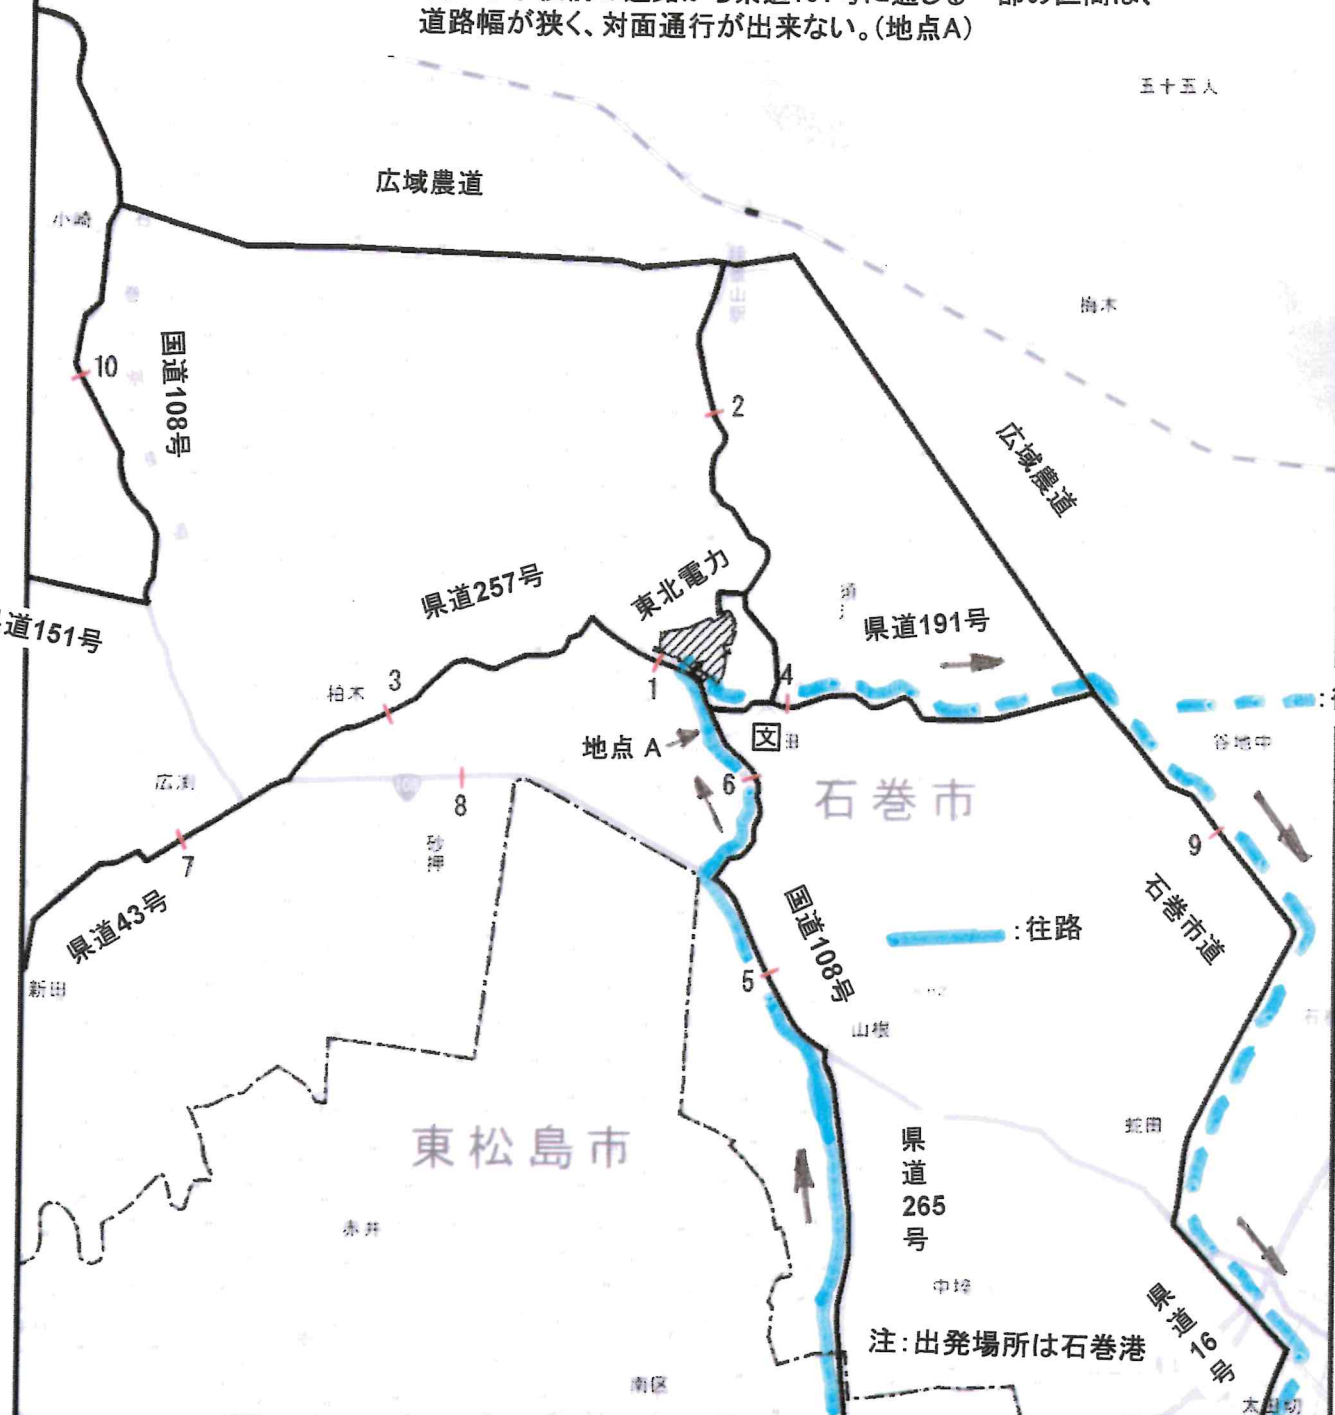 道路幅が狭く、対面通行が出来ない。(地点A)
五十五人
広域農道
小崎
梅木
10
国道108号
2
広域農道
東北電力
県道257号
県道191号
道151号
柏木
3
1
4
地点 A
文
谷地中
広渕
8
6
石巻市
砂押
7
9
県道43号
国道108号
石巻市道
:往路
新田
5
山根
蛇田
東松島市
県道265号
赤井
中埣
県道16号
注:出発場所は石巻港
南区